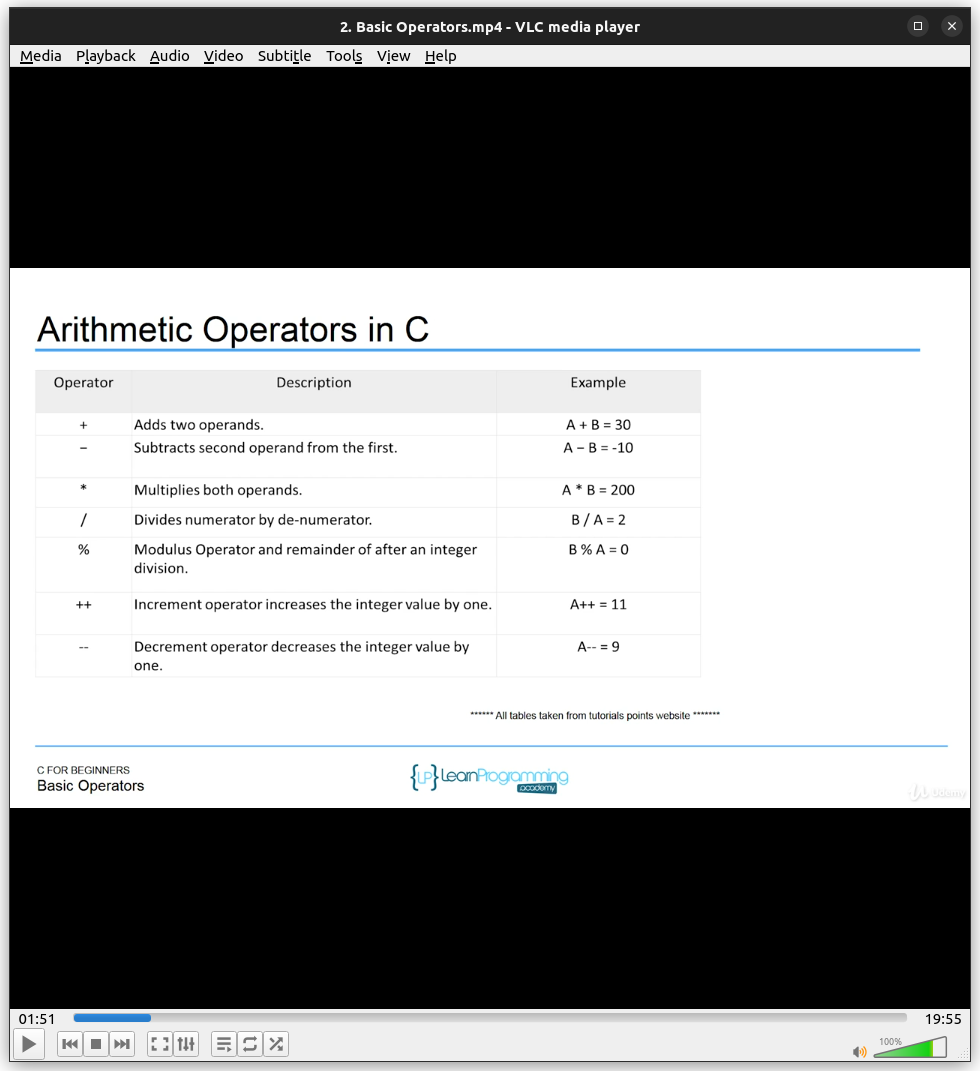 2. Basic Operators.mp4 - VLC media player
Media Playback Audio Video Subtitle Tools View Help
Arithmetic Operators in C
Operator Description Example
+ Adds two operands. A + B = 30
− Subtracts second operand from the first. A − B = -10
* Multiplies both operands. A * B = 200
/ Divides numerator by de-numerator. B / A = 2
% Modulus Operator and remainder of after an integer B % A = 0
division.
++ Increment operator increases the integer value by one. A++ = 11
-- Decrement operator decreases the integer value by A-- = 9
one.
****** All tables taken from tutorials points website *******
C FOR BEGINNERS
Basic Operators
{LP} LearnProgramming
academy
Udemy
01:51 19:55
100%